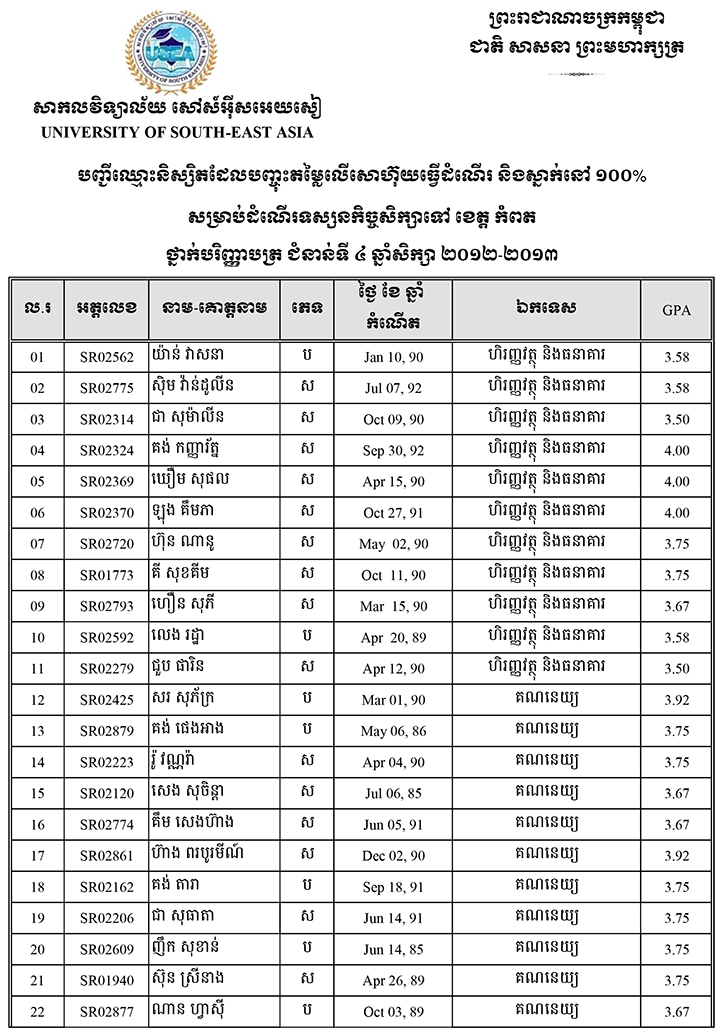 ព្រះរាជាណាចក្រកម្ពុជា
ជាតិ សាសនា ព្រះមហាក្សត្រ
USEA
UNIVERSITY OF SOUTH-EAST ASIA
សាកលវិទ្យាល័យ សៅស៍អ៊ីសអេយសៀ
UNIVERSITY OF SOUTH-EAST ASIA
បញ្ជីឈ្មោះនិស្សិតដែលបញ្ចុះតម្លៃលើសោហ៊ុយធ្វើដំណើរ និងស្នាក់នៅ ១០០%
សម្រាប់ដំណើរទស្សនកិច្ចសិក្សាទៅ ខេត្ត កំពត
ថ្នាក់បរិញ្ញាបត្រ ជំនាន់ទី ៤ ឆ្នាំសិក្សា ២០១២-២០១៣
ល.រ អត្តលេខ នាម-គោត្តនាម ភេទ ថ្ងៃ ខែ ឆ្នាំ កំណើត ឯកទេស GPA
01 SR02562 យ៉ាន់ វាសនា ប Jan 10, 90 ហិរញ្ញវត្ថុ និងធនាគារ 3.58
02 SR02775 ស៊ិម វ៉ាន់ដូលីន ស Jul 07, 92 ហិរញ្ញវត្ថុ និងធនាគារ 3.58
03 SR02314 ជា សុម៉ាលីន ស Oct 09, 90 ហិរញ្ញវត្ថុ និងធនាគារ 3.50
04 SR02324 គង់ កញ្ញារ័ត្ន ស Sep 30, 92 ហិរញ្ញវត្ថុ និងធនាគារ 4.00
05 SR02369 ឃឿម សុផល ស Apr 15, 90 ហិរញ្ញវត្ថុ និងធនាគារ 4.00
06 SR02370 ឡុង គឹមភា ស Oct 27, 91 ហិរញ្ញវត្ថុ និងធនាគារ 4.00
07 SR02720 ហ៊ុន ណានូ ស May 02, 90 ហិរញ្ញវត្ថុ និងធនាគារ 3.75
08 SR01773 គី សុខគីម ស Oct 11, 90 ហិរញ្ញវត្ថុ និងធនាគារ 3.75
09 SR02793 ហឿន សុភី ស Mar 15, 90 ហិរញ្ញវត្ថុ និងធនាគារ 3.67
10 SR02592 លេង រដ្ឋា ប Apr 20, 89 ហិរញ្ញវត្ថុ និងធនាគារ 3.58
11 SR02279 ជួប ផារិន ស Apr 12, 90 ហិរញ្ញវត្ថុ និងធនាគារ 3.50
12 SR02425 សរ សុភ័ក្រ ប Mar 01, 90 គណនេយ្យ 3.92
13 SR02879 គង់ ផេងអាង ប May 06, 86 គណនេយ្យ 3.75
14 SR02223 រ៉ូ វណ្ណរ៉ា ស Apr 04, 90 គណនេយ្យ 3.75
15 SR02120 សេង សុចិន្តា ស Jul 06, 85 គណនេយ្យ 3.67
16 SR02774 គឹម សេងហ៊ាង ស Jun 05, 91 គណនេយ្យ 3.67
17 SR02861 ហ៊ាង ពរបូរមីណ៍ ស Dec 02, 90 គណនេយ្យ 3.92
18 SR02162 គង់ តារា ប Sep 18, 91 គណនេយ្យ 3.75
19 SR02206 ជា សុធាតា ស Jun 14, 91 គណនេយ្យ 3.75
20 SR02609 ញឹក សុខាន់ ប Jun 14, 85 គណនេយ្យ 3.75
21 SR01940 ស៊ុន ស្រីនាង ស Apr 26, 89 គណនេយ្យ 3.75
22 SR02877 ណាន ហ្វាស៊ី ប Oct 03, 89 គណនេយ្យ 3.67